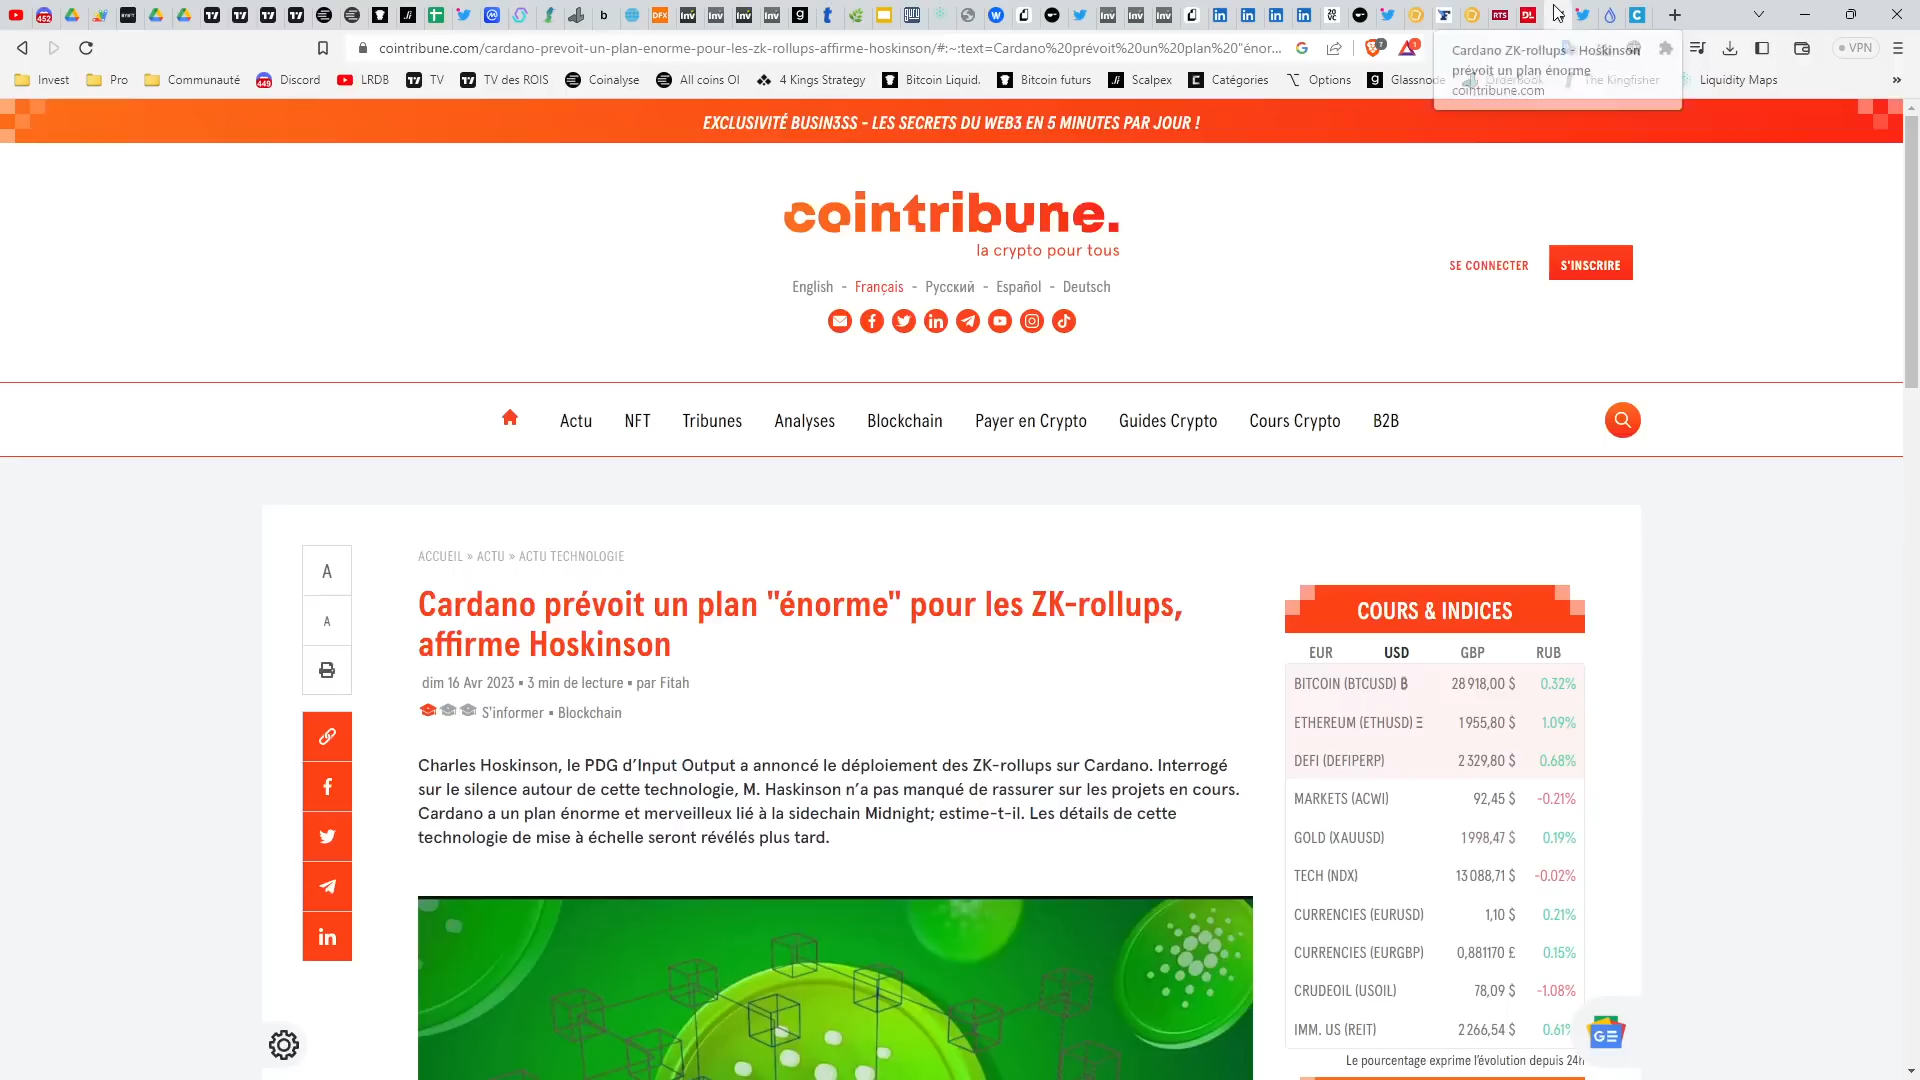 cointribune.com/cardano-prevoit-un-plan-enorme-pour-les-zk-rollups-affirme-hoskinson/#:~:text=Cardano%20prévoit%20un%20plan%20"énor...
VPN
Cardano ZK-rollups - Hoskinson
prévoit un plan énorme
cointribune.com
Invest
Pro
Communauté
Discord
LRDB
TV
TV des ROIS
Coinalyse
All coins OI
4 Kings Strategy
Bitcoin Liquid.
Bitcoin futurs
Scalpex
Catégories
Options
Glassnode
OrderBook
The Kingfisher
Liquidity Maps
»
EXCLUSIVITÉ BUSIN3SS - LES SECRETS DU WEB3 EN 5 MINUTES PAR JOUR !
cointribune.
la crypto pour tous
SE CONNECTER
S'INSCRIRE
English - Français - Русский - Español - Deutsch
Actu
NFT
Tribunes
Analyses
Blockchain
Payer en Crypto
Guides Crypto
Cours Crypto
B2B
A
A
ACCUEIL » ACTU » ACTU TECHNOLOGIE
Cardano prévoit un plan "énorme" pour les ZK-rollups,
affirme Hoskinson
dim 16 Avr 2023 ▪ 3 min de lecture ▪ par Fitah
S'informer ▪ Blockchain
Charles Hoskinson, le PDG d’Input Output a annoncé le déploiement des ZK-rollups sur Cardano. Interrogé
sur le silence autour de cette technologie, M. Haskinson n’a pas manqué de rassurer sur les projets en cours.
Cardano a un plan énorme et merveilleux lié à la sidechain Midnight; estime-t-il. Les détails de cette
technologie de mise à échelle seront révélés plus tard.
COURS & INDICES
EUR USD GBP RUB
BITCOIN (BTCUSD) ₿ 28 918,00 $ 0.32%
ETHEREUM (ETHUSD) Ξ 1 955,80 $ 1.09%
DEFI (DEFIPERP) 2 329,80 $ 0.68%
MARKETS (ACWI) 92,45 $ -0.21%
GOLD (XAUUSD) 1 998,47 $ 0.19%
TECH (NDX) 13 088,71 $ -0.02%
CURRENCIES (EURUSD) 1,10 $ 0.21%
CURRENCIES (EURGBP) 0,881170 £ 0.15%
CRUDEOIL (USOIL) 78,09 $ -1.08%
IMM. US (REIT) 2 266,54 $ 0.61%
Le pourcentage exprime l'évolution depuis 24h